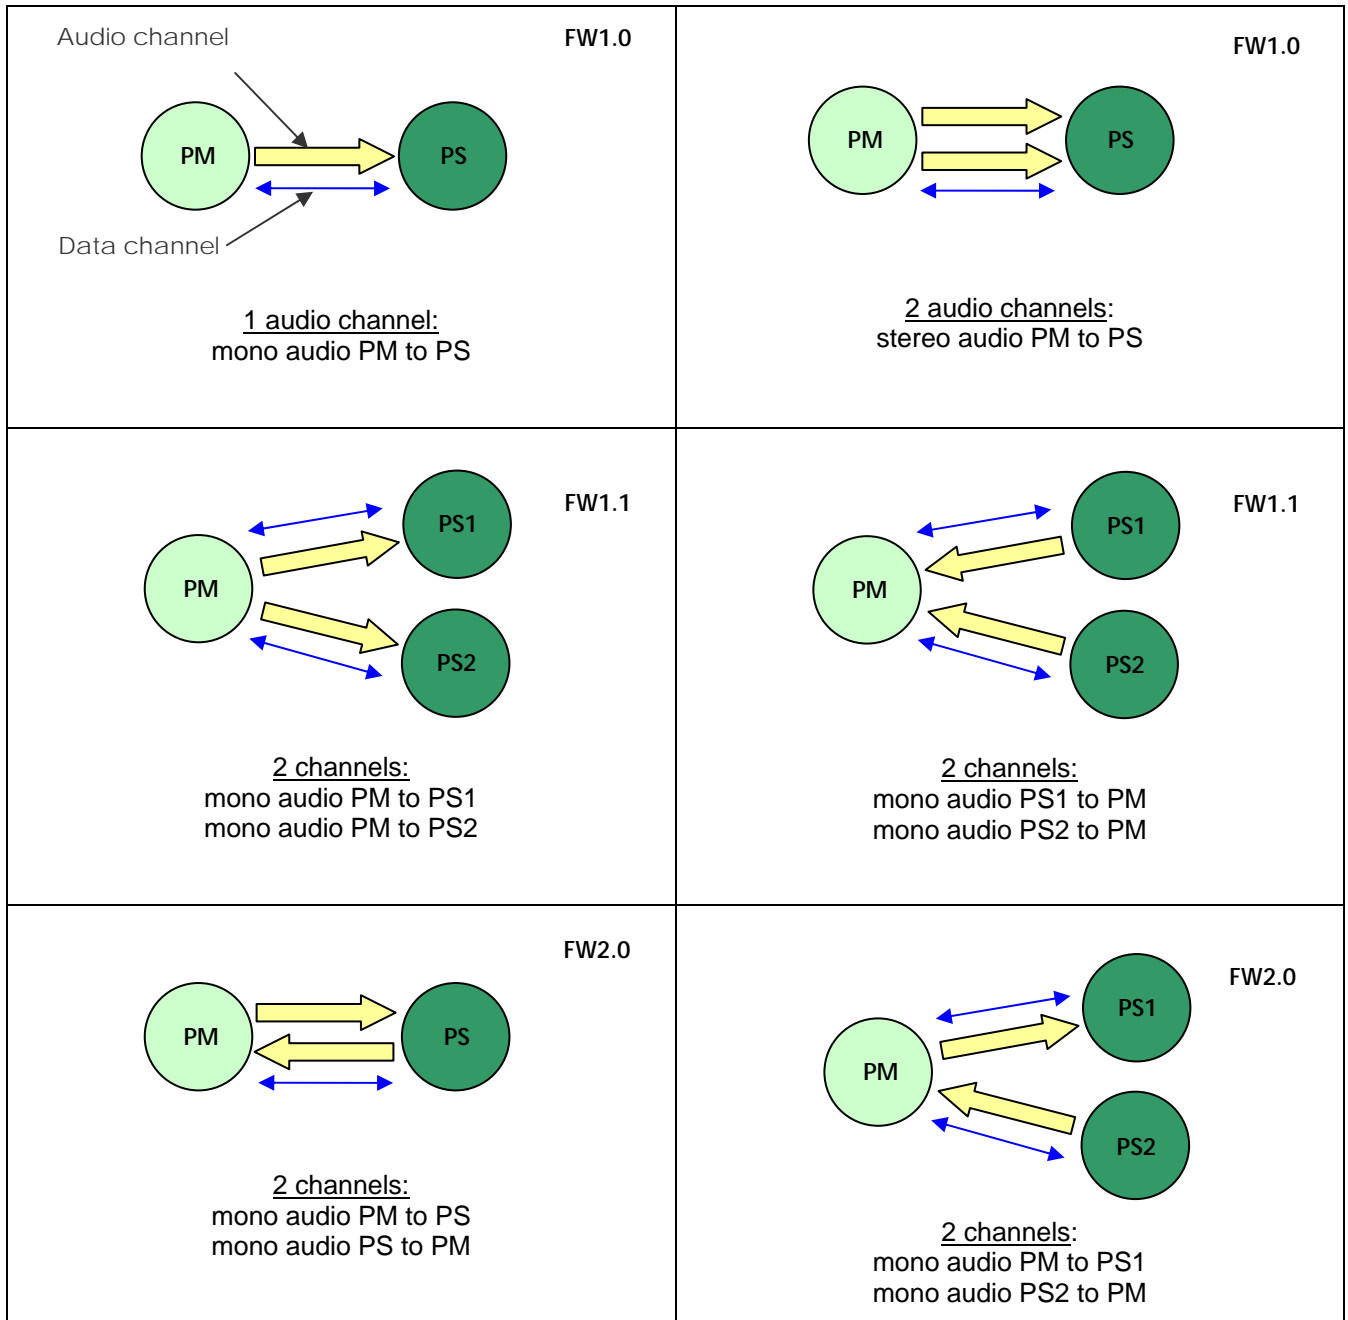 Audio channel
FW1.0
PM
PS
Data channel
1 audio channel:
mono audio PM to PS
FW1.0
PM
PS
2 audio channels:
stereo audio PM to PS
FW1.1
PS1
PM
PS2
2 channels:
mono audio PM to PS1
mono audio PM to PS2
FW1.1
PS1
PM
PS2
2 channels:
mono audio PS1 to PM
mono audio PS2 to PM
FW2.0
PM
PS
2 channels:
mono audio PM to PS
mono audio PS to PM
FW2.0
PS1
PM
PS2
2 channels:
mono audio PM to PS1
mono audio PS2 to PM